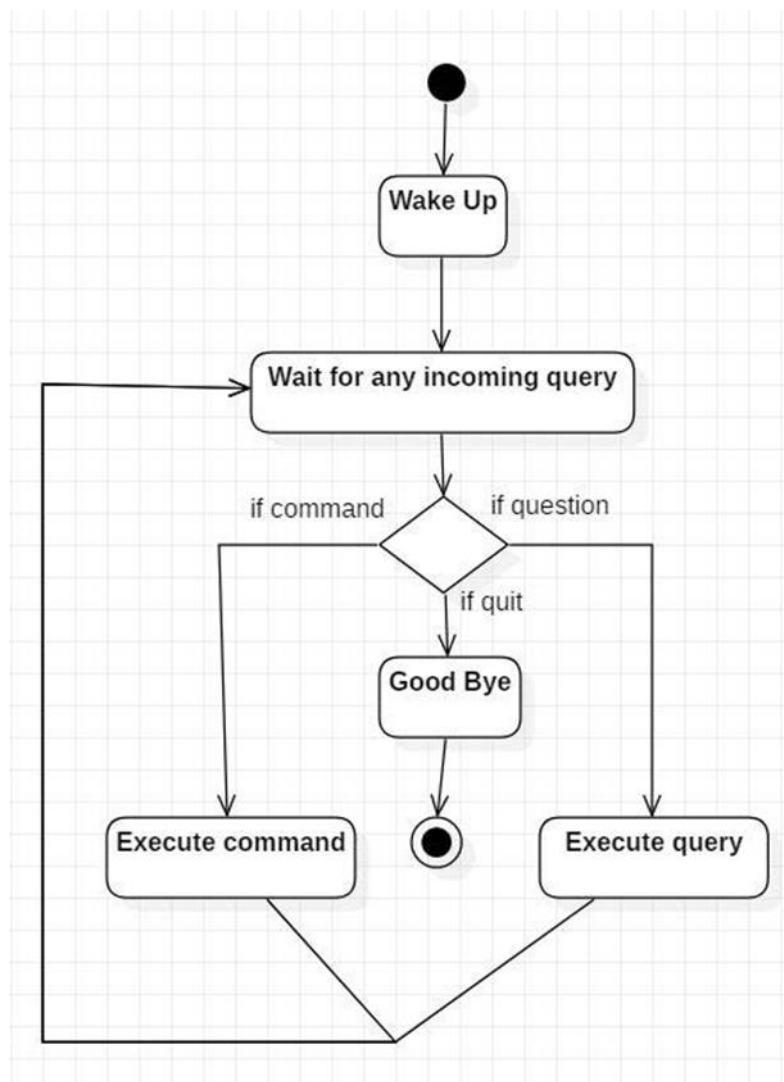 Wake Up
Wait for any incoming query
if command
if question
if quit
Good Bye
Execute command
Execute query